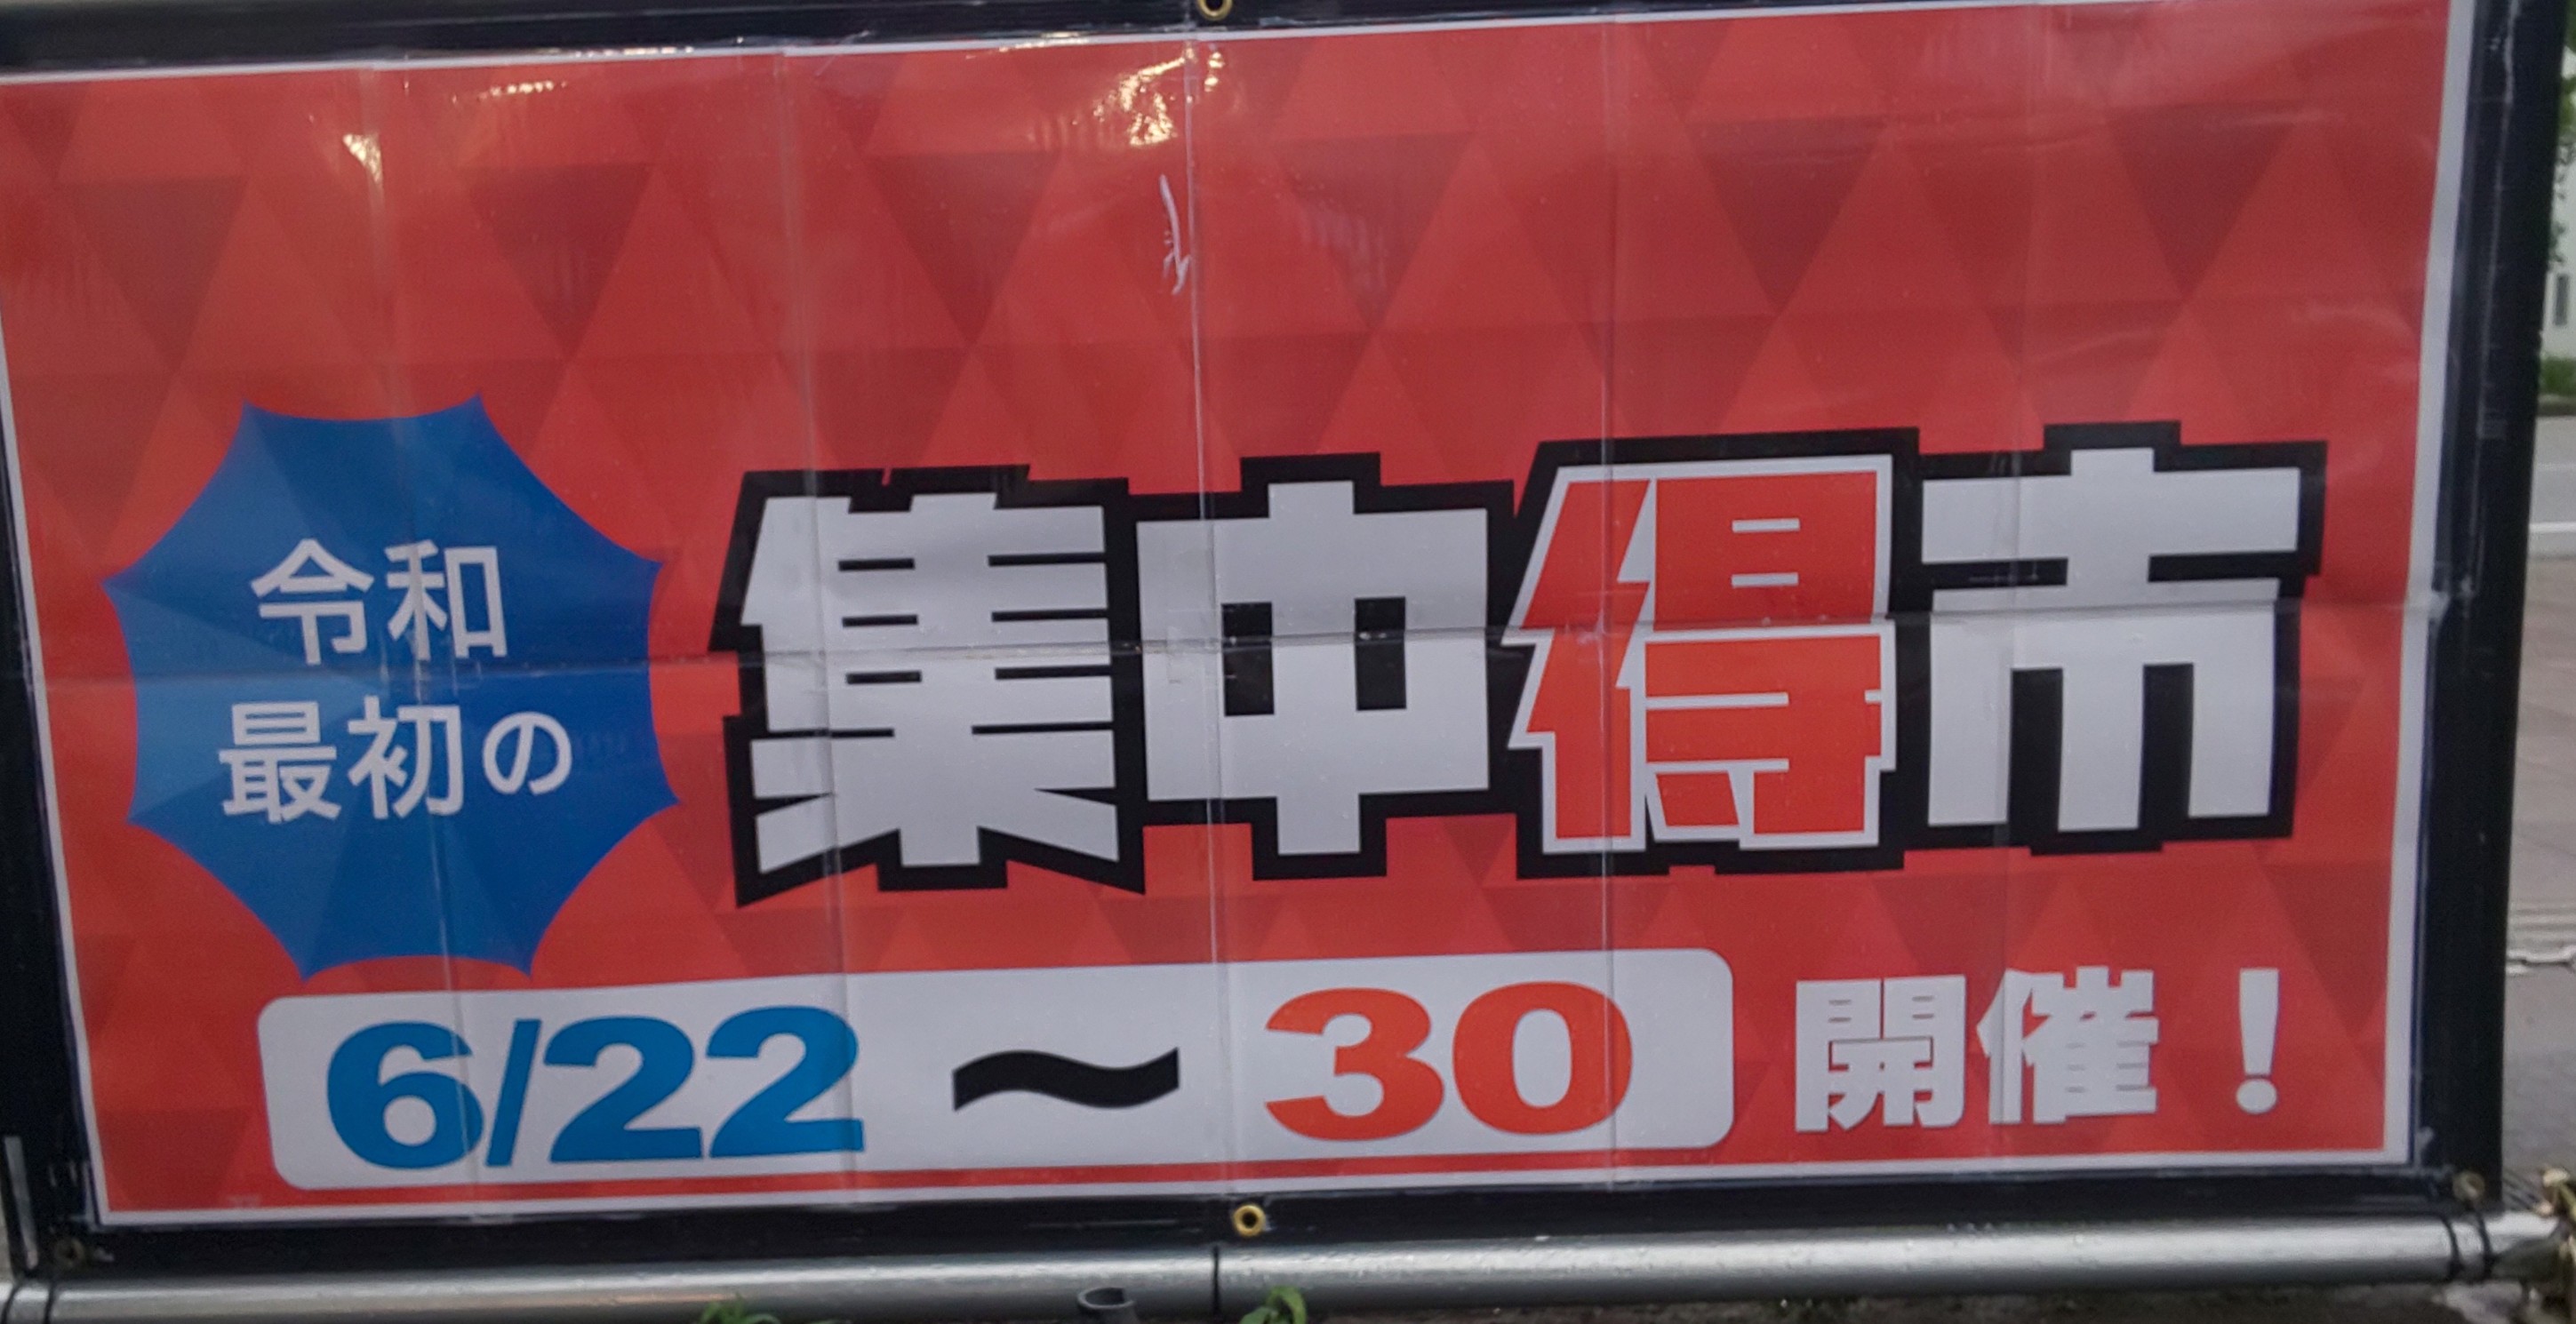 令和
最初の
集中得市
6/22〜30 開催！